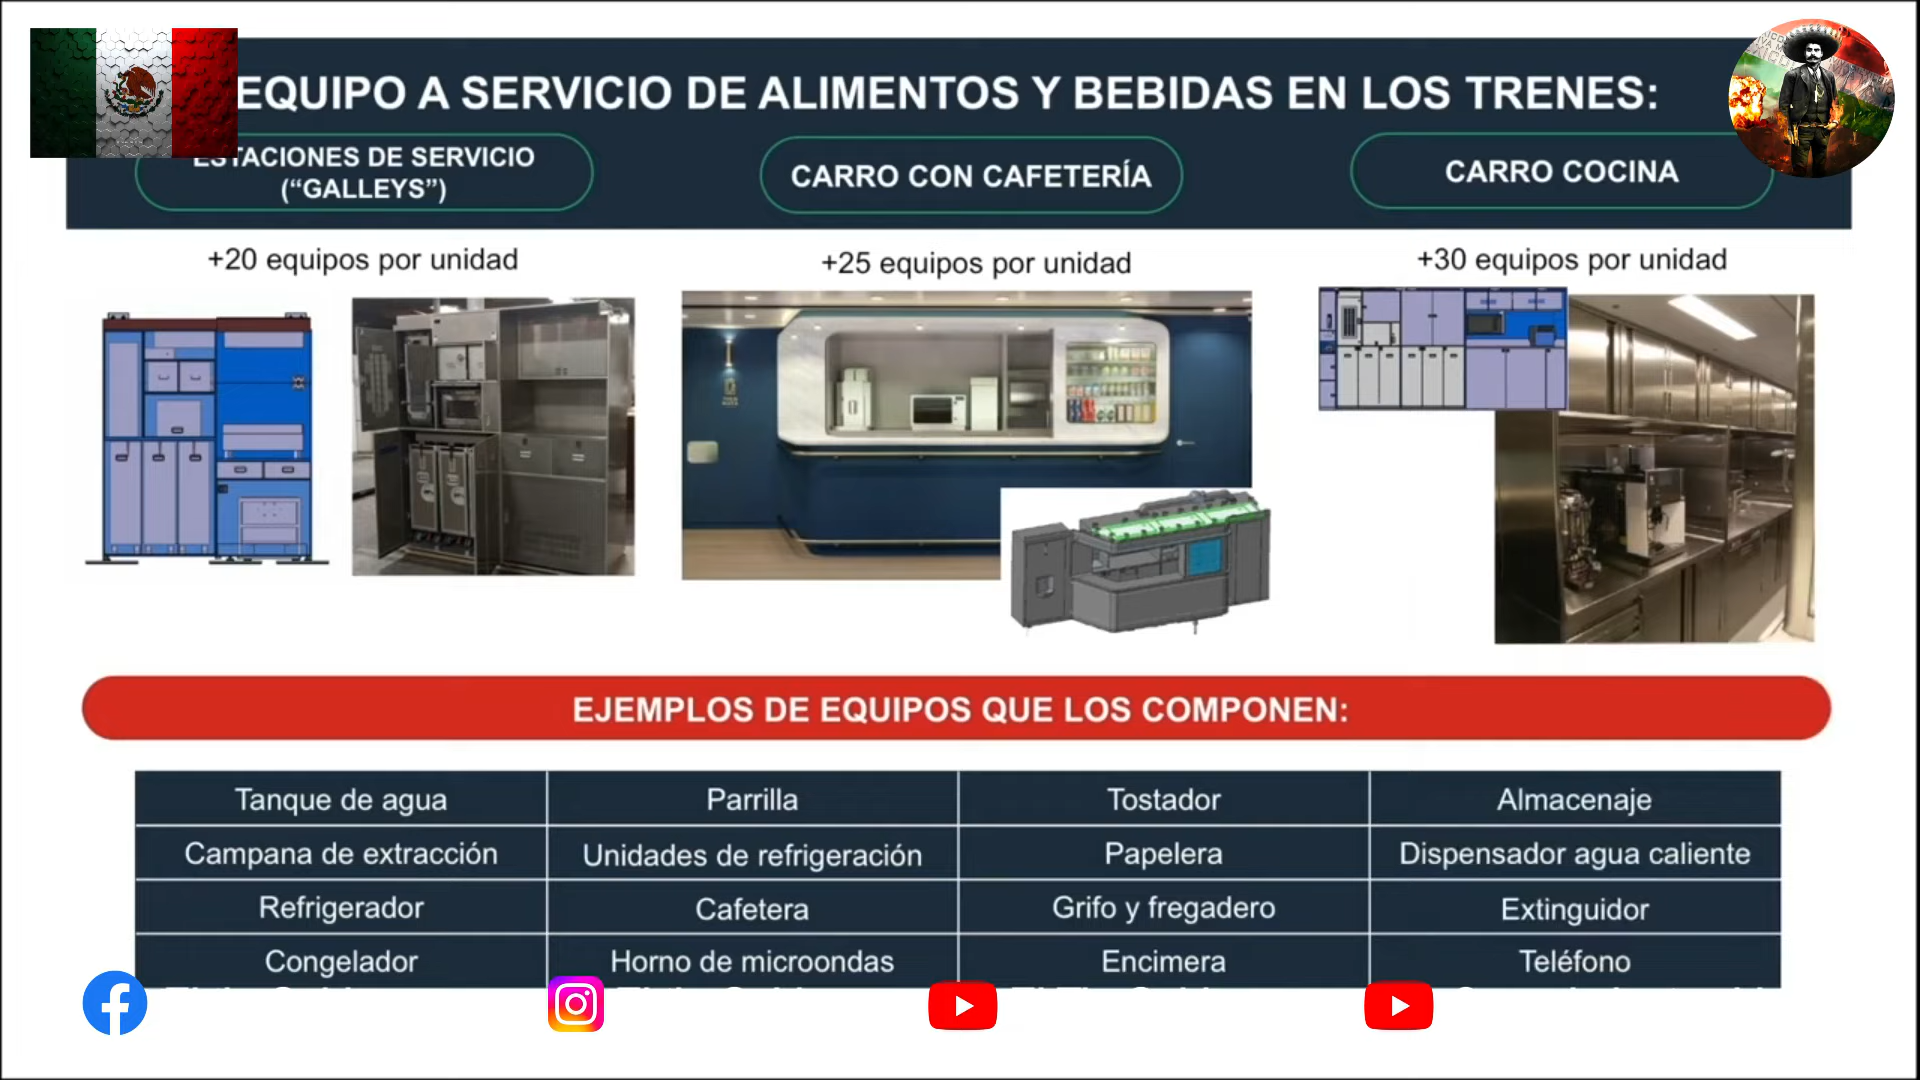 EQUIPO A SERVICIO DE ALIMENTOS Y BEBIDAS EN LOS TRENES:
ESTACIONES DE SERVICIO
(“GALLEYS”)
CARRO CON CAFETERÍA
CARRO COCINA
+20 equipos por unidad
+25 equipos por unidad
+30 equipos por unidad
EJEMPLOS DE EQUIPOS QUE LOS COMPONEN:
Tanque de agua
Parrilla
Tostador
Almacenaje
Campana de extracción
Unidades de refrigeración
Papelera
Dispensador agua caliente
Refrigerador
Cafetera
Grifo y fregadero
Extinguidor
Congelador
Horno de microondas
Encimera
Teléfono